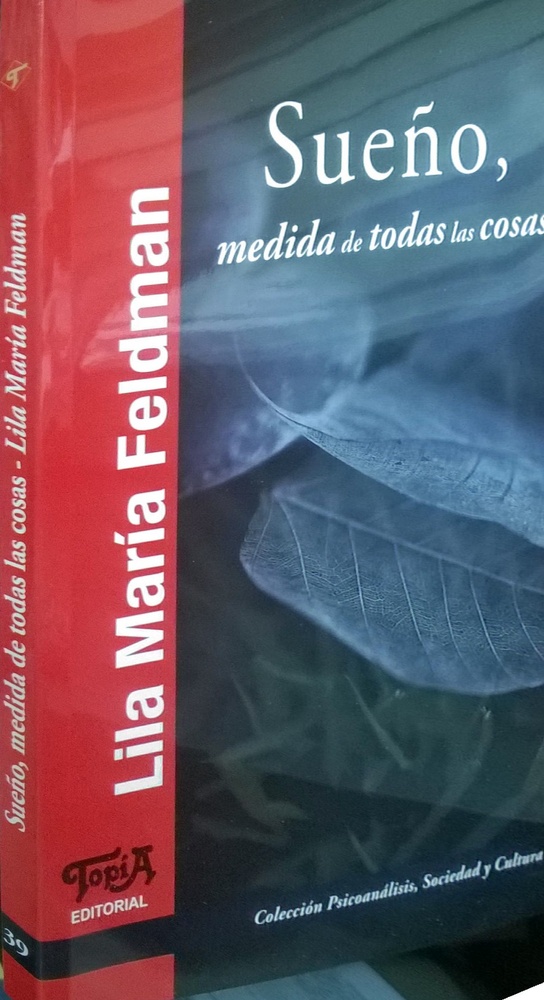 Sueño,
medida de todas las cosas
Lila María Feldman
Topía
EDITORIAL
Colección Psicoanálisis, Sociedad y Cultura
Sueño, medida de todas las cosas - Lila María Feldman
39